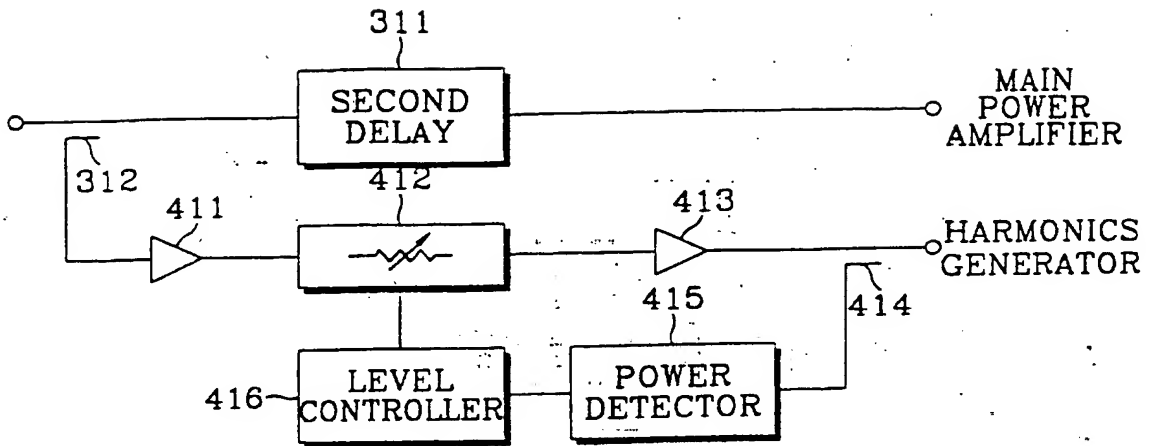 311
SECOND
DELAY
MAIN
POWER
AMPLIFIER
312
412
411
413
HARMONICS
GENERATOR
415
414
416
LEVEL
CONTROLLER
POWER
DETECTOR